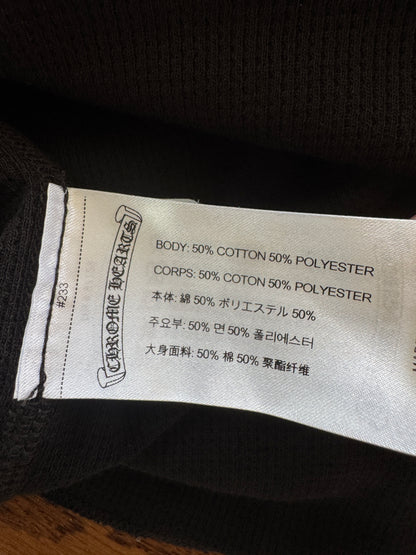 #233
CHROME HEARTS
BODY: 50% COTTON 50% POLYESTER
CORPS: 50% COTON 50% POLYESTER
本体: 綿 50% ポリエステル 50%
주요부: 50% 면 50% 폴리에스터
大身面料: 50% 棉 50% 聚酯纤维